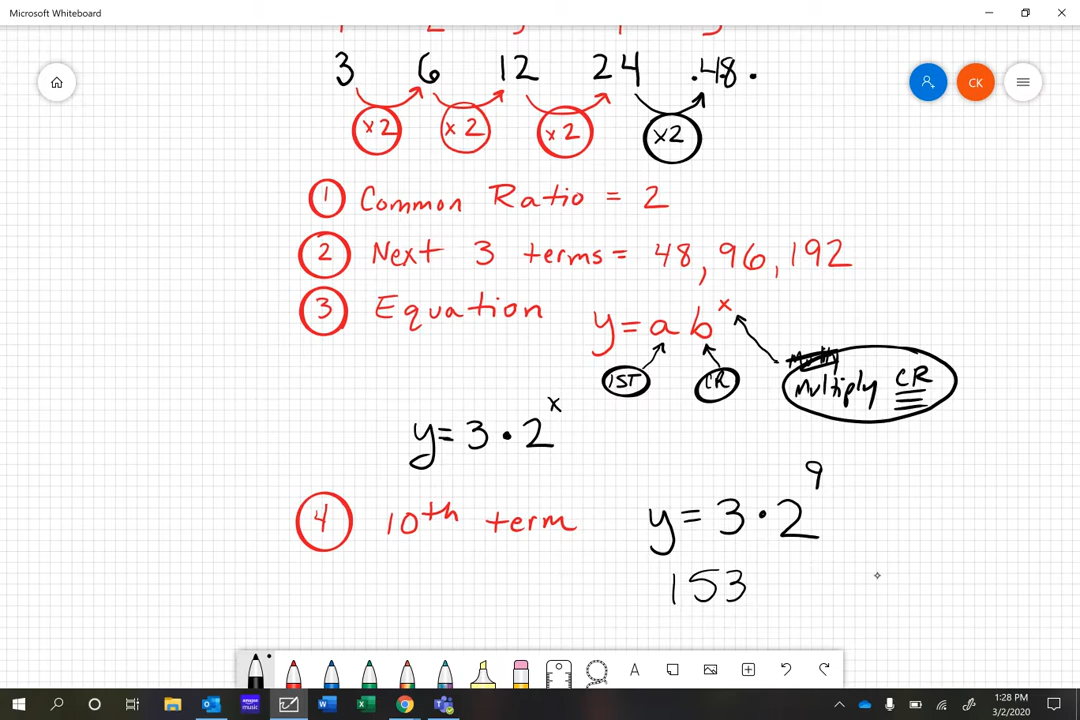 Microsoft Whiteboard
3 6 12 24 .48.
x2 x2 x2 x2
CK
1 Common Ratio = 2
2 Next 3 terms = 48, 96, 192
3 Equation y = a b^x
1ST CR Multiply CR
y = 3 · 2^x
4 10th term y = 3 · 2^9
153
A
1:28 PM
3/2/2020